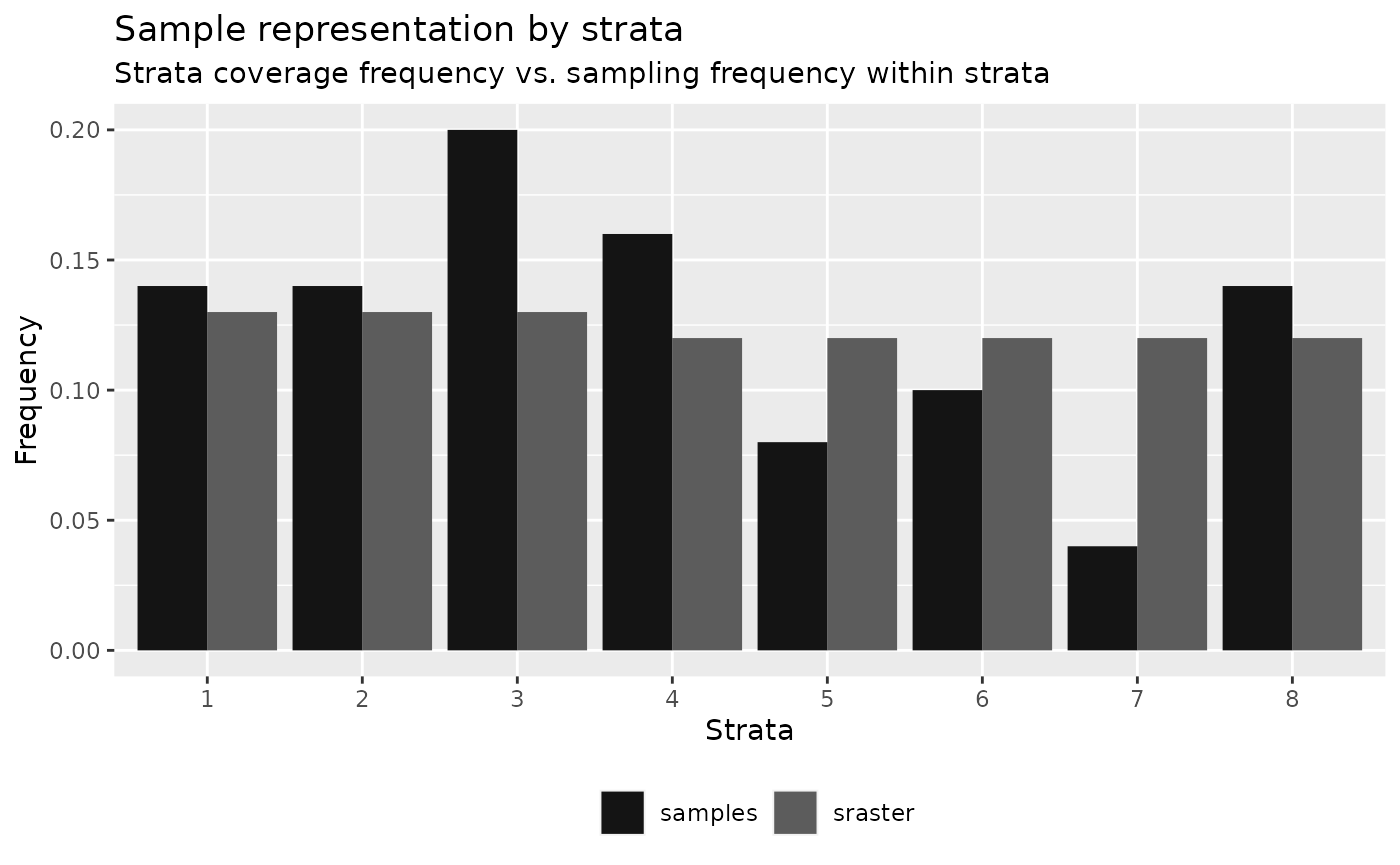 Sample representation by strata
Strata coverage frequency vs. sampling frequency within strata
Frequency
0.20
0.15
0.10
0.05
0.00
1 2 3 4 5 6 7 8
Strata
samples sraster